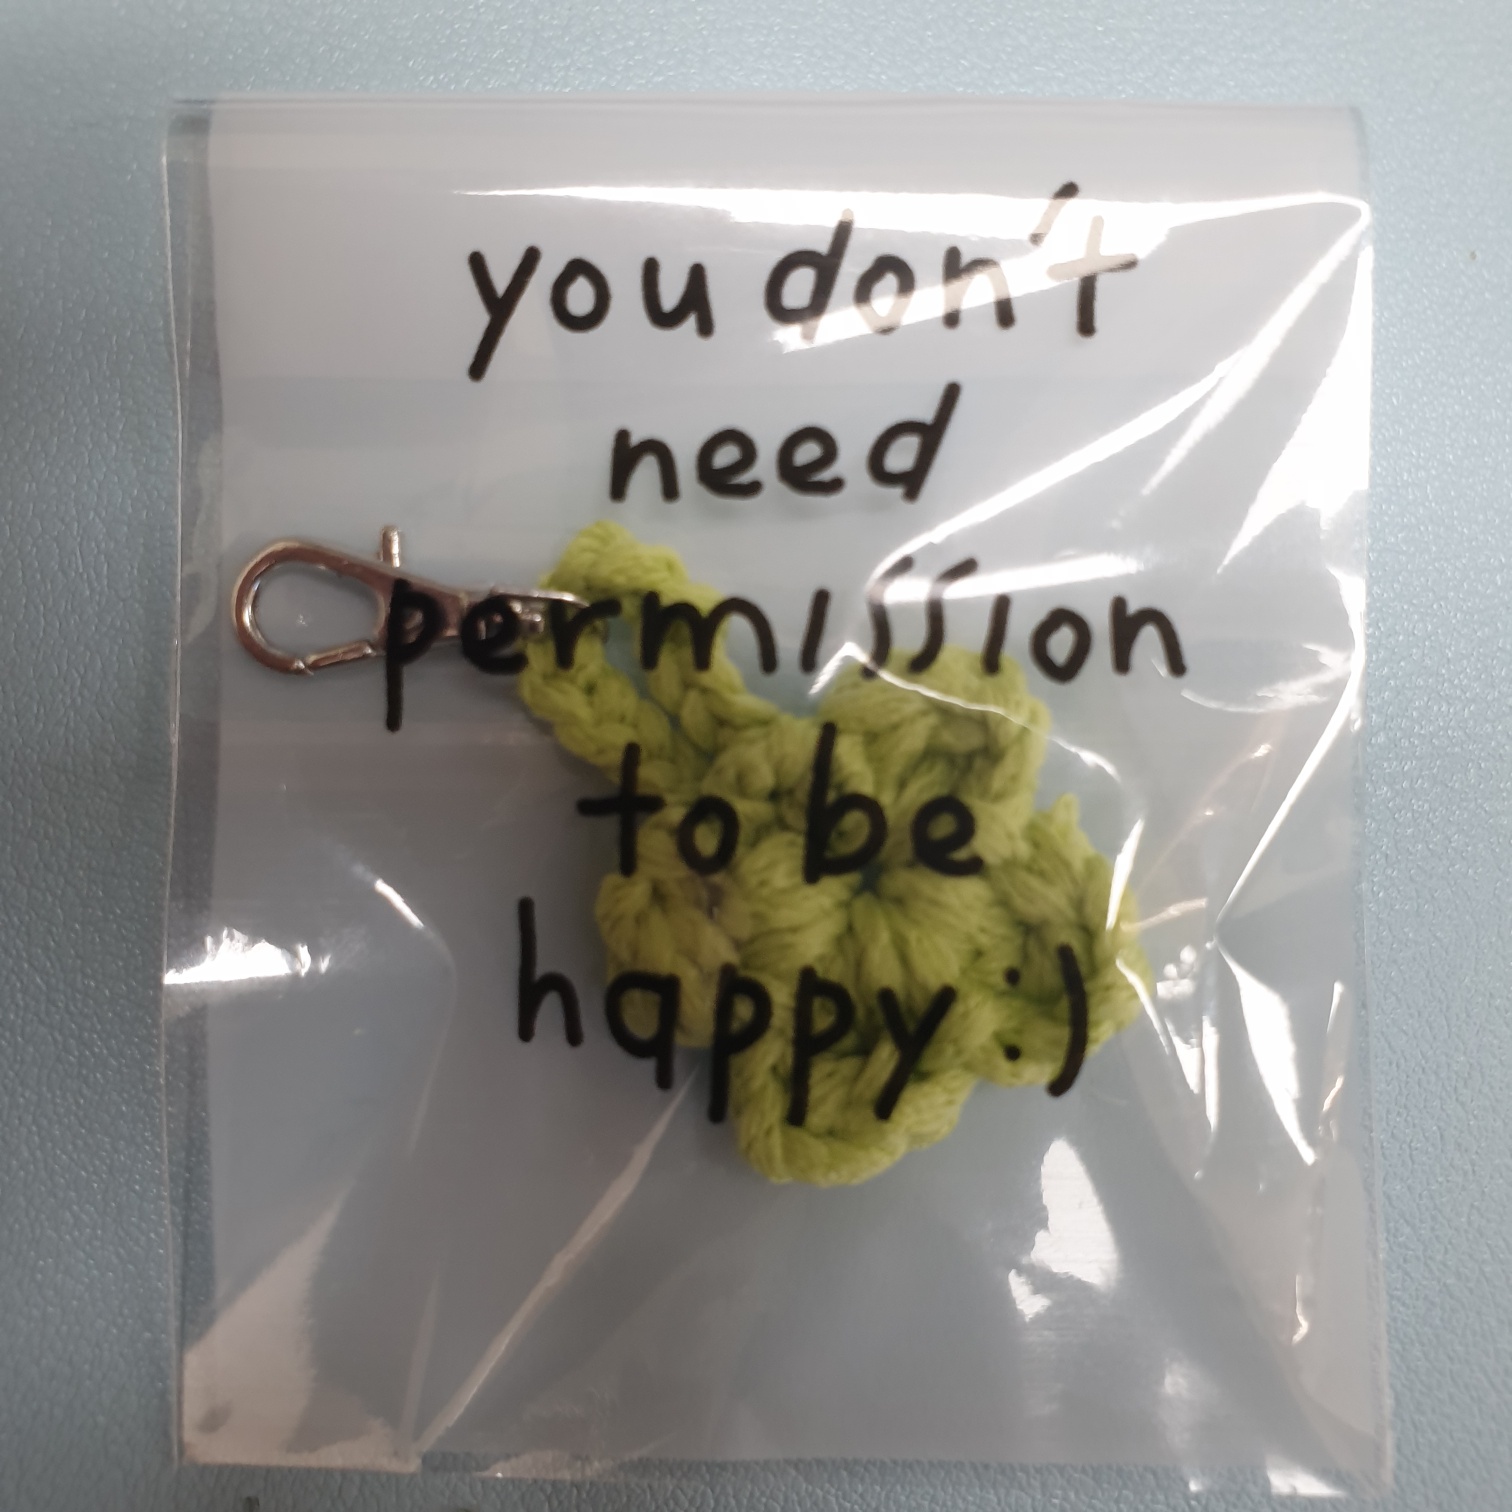 you don't
need
permission
to be
happy :)